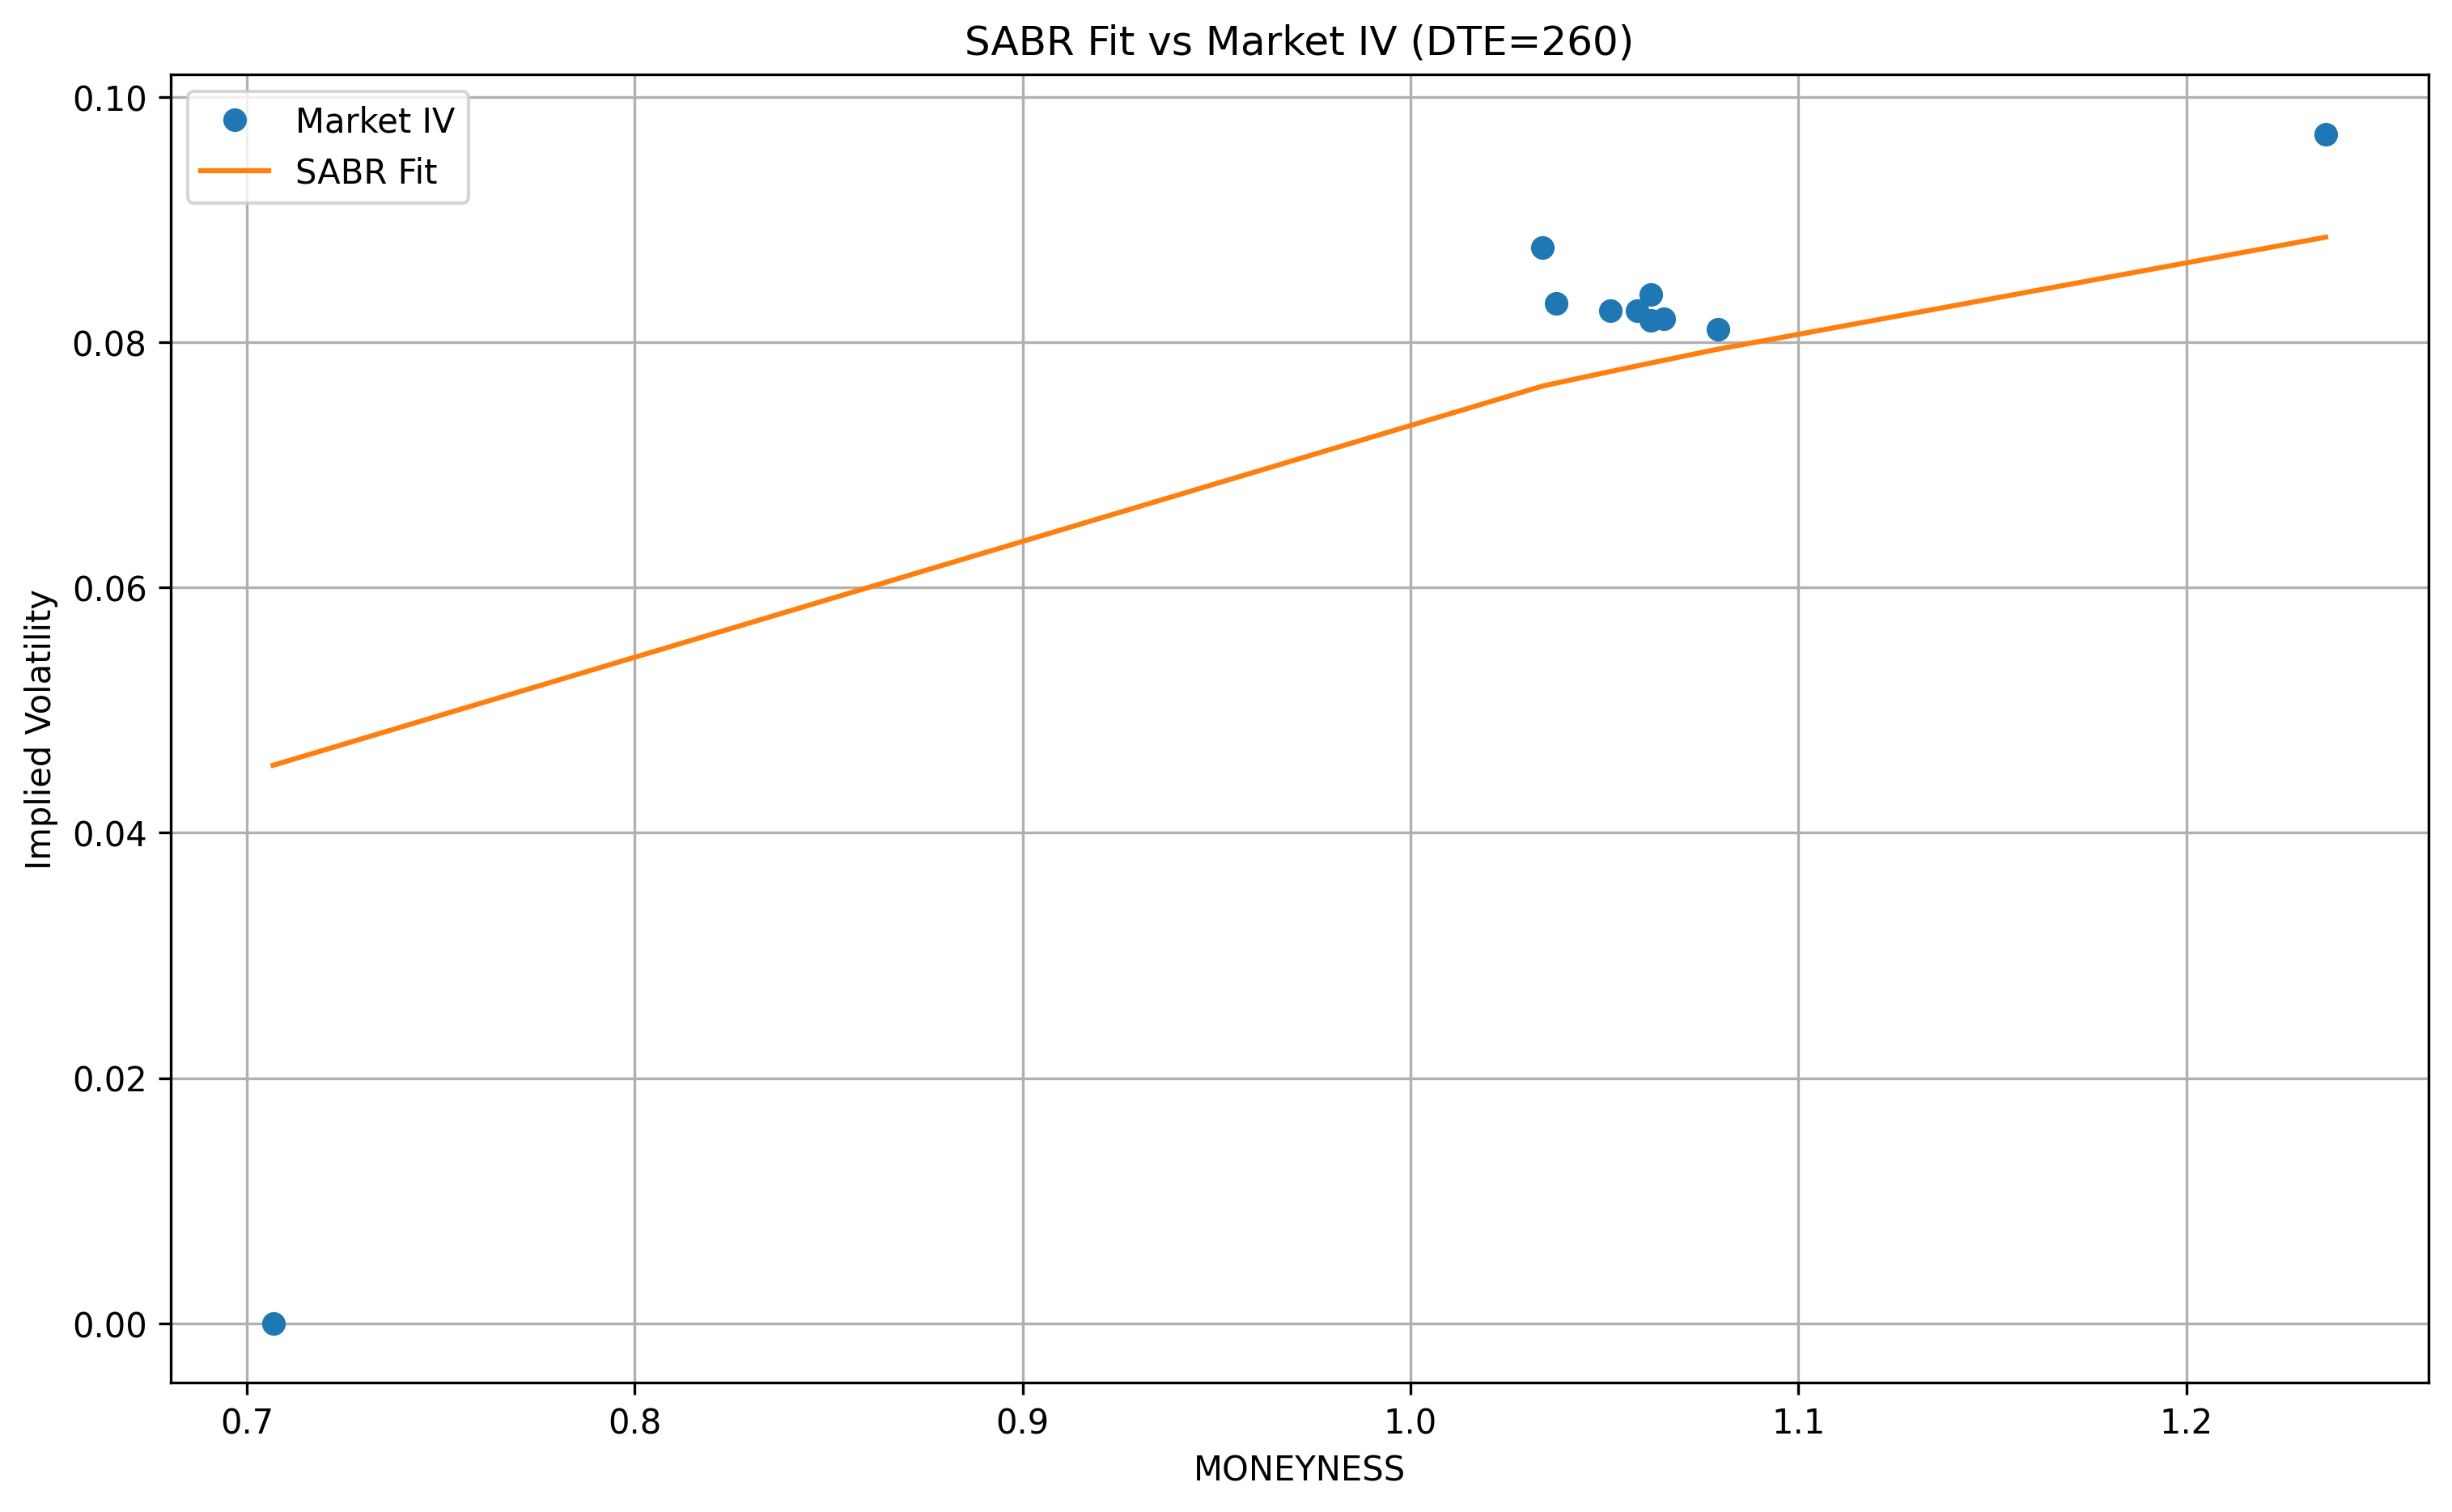 SABR Fit vs Market IV (DTE=260)
Market IV
SABR Fit
Implied Volatility
0.10
0.08
0.06
0.04
0.02
0.00
0.7 0.8 0.9 1.0 1.1 1.2
MONEYNESS